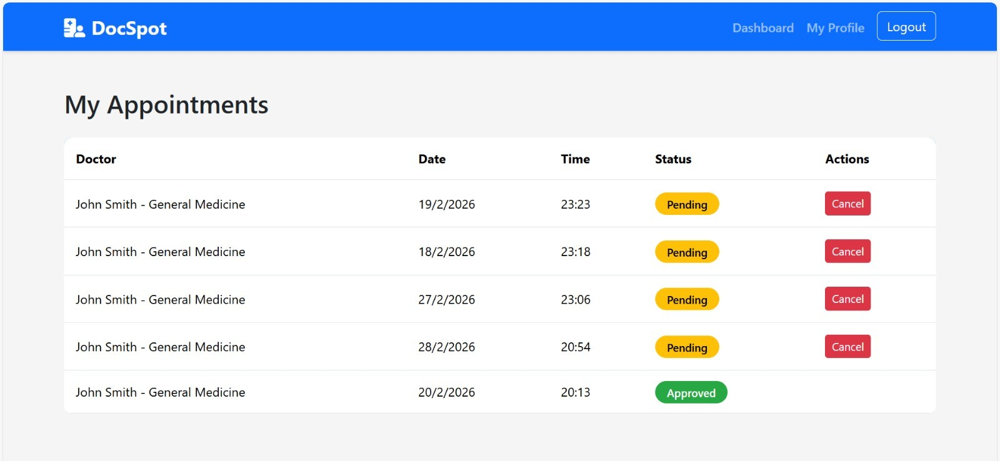 DocSpot Dashboard My Profile Logout
My Appointments
Doctor Date Time Status Actions
John Smith - General Medicine 19/2/2026 23:23 Pending Cancel
John Smith - General Medicine 18/2/2026 23:18 Pending Cancel
John Smith - General Medicine 27/2/2026 23:06 Pending Cancel
John Smith - General Medicine 28/2/2026 20:54 Pending Cancel
John Smith - General Medicine 20/2/2026 20:13 Approved